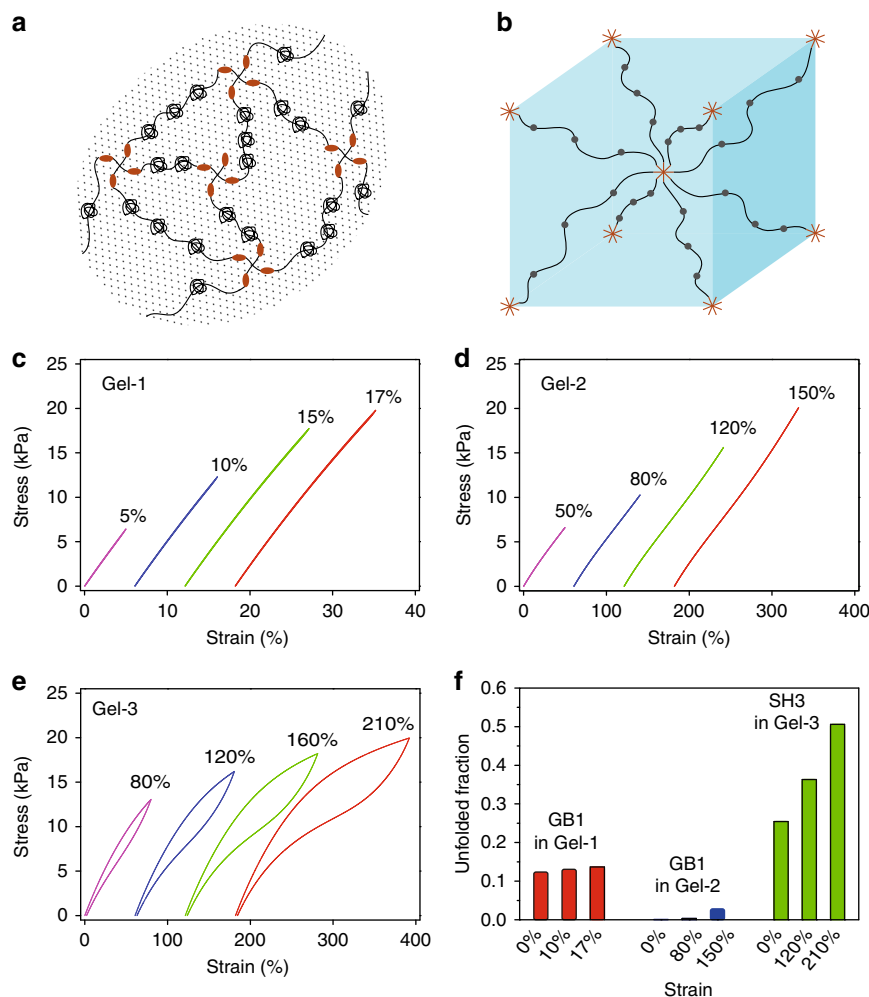 a
b
c
Gel-1
25
20
15
10
5
0
Stress (kPa)
5%
10%
15%
17%
0
10
20
30
40
Strain (%)
d
Gel-2
25
20
15
10
5
0
Stress (kPa)
50%
80%
120%
150%
0
100
200
300
400
Strain (%)
e
Gel-3
25
20
15
10
5
0
Stress (kPa)
80%
120%
160%
210%
0
100
200
300
400
Strain (%)
f
0.6
0.5
0.4
0.3
0.2
0.1
0.0
Unfolded fraction
GB1
in Gel-1
GB1
in Gel-2
SH3
in Gel-3
0%
10%
17%
0%
80%
150%
0%
120%
210%
Strain